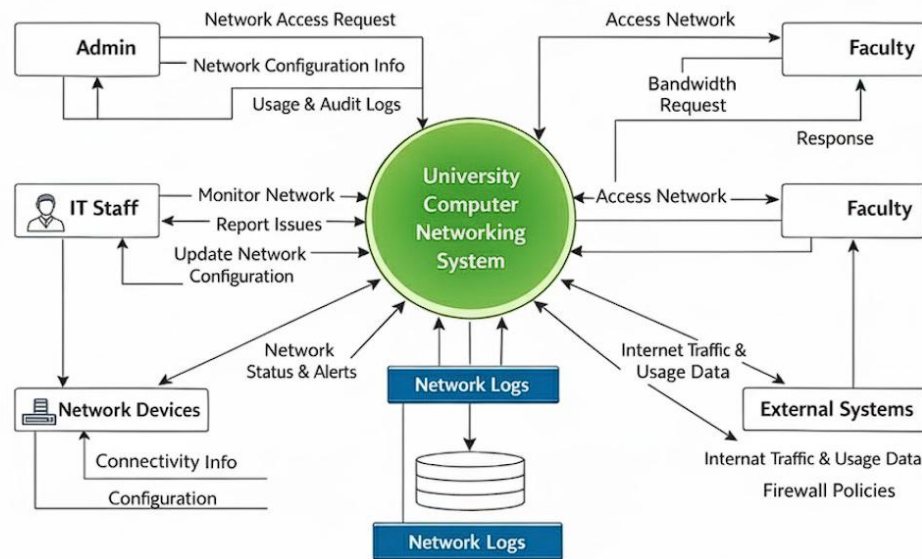 Network Access Request
Admin
Network Configuration Info
Usage & Audit Logs
Access Network
Faculty
Bandwidth
Request
Response
University
Computer
Networking
System
IT Staff
Monitor Network
Report Issues
Update Network
Configuration
Access Network
Faculty
Network
Status & Alerts
Internet Traffic &
Usage Data
Network Logs
Network Devices
External Systems
Connectivity Info
Configuration
Internat Traffic & Usage Data
Firewall Policies
Network Logs